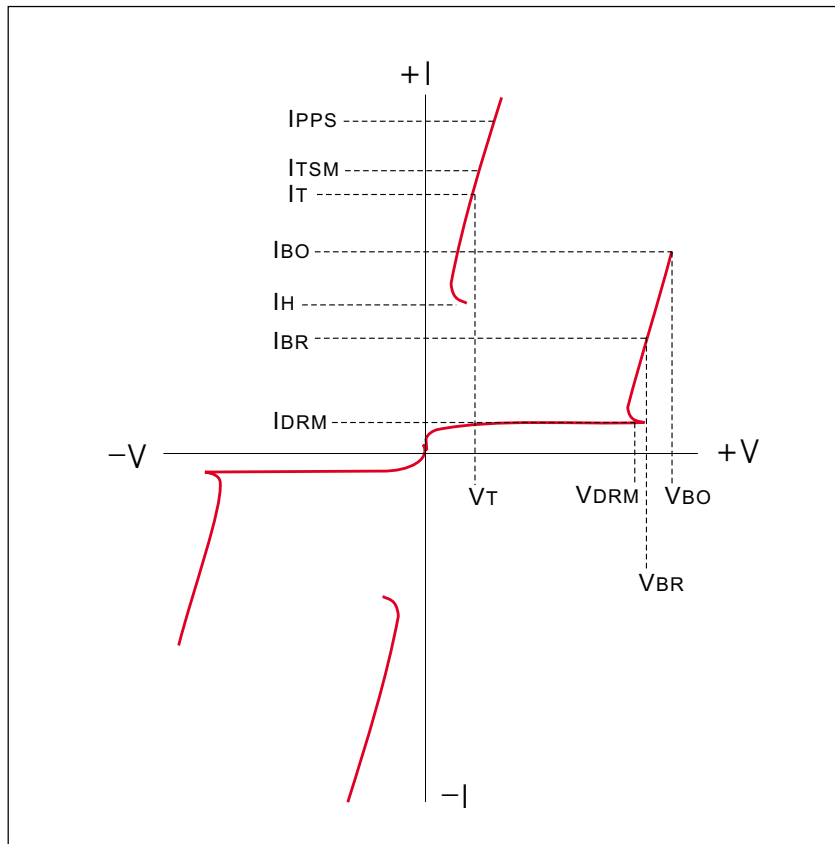 +I
IPPS
ITSM
IT
IBO
IH
IBR
IDRM
−V
+V
VT
VDRM
VBO
VBR
−I